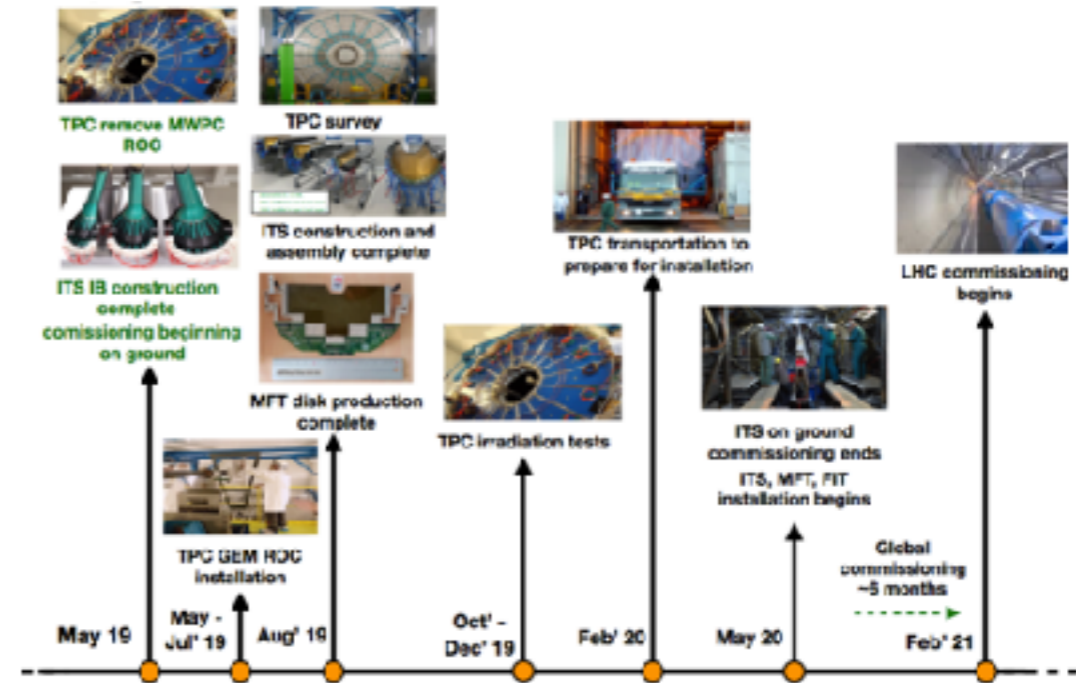 TPC remove MWPC
ROC
TPC survey
ITS construction and
assembly complete
ITS IB construction
complete
comissiering beginning
on ground
MFT disk production
complete
TPC GEM ROC
installation
TPC irradiation tests
TPC transportation to
prepare for installation
ITS on ground
commissioning ends
ITS, MFT, FIT
installation begins
LHC commissioning
begins
Global
commissioning
May 19
May -
Jul' 19
Aug' 19
Oct' -
Dec' 19
Feb' 20
May 20
Feb' 21